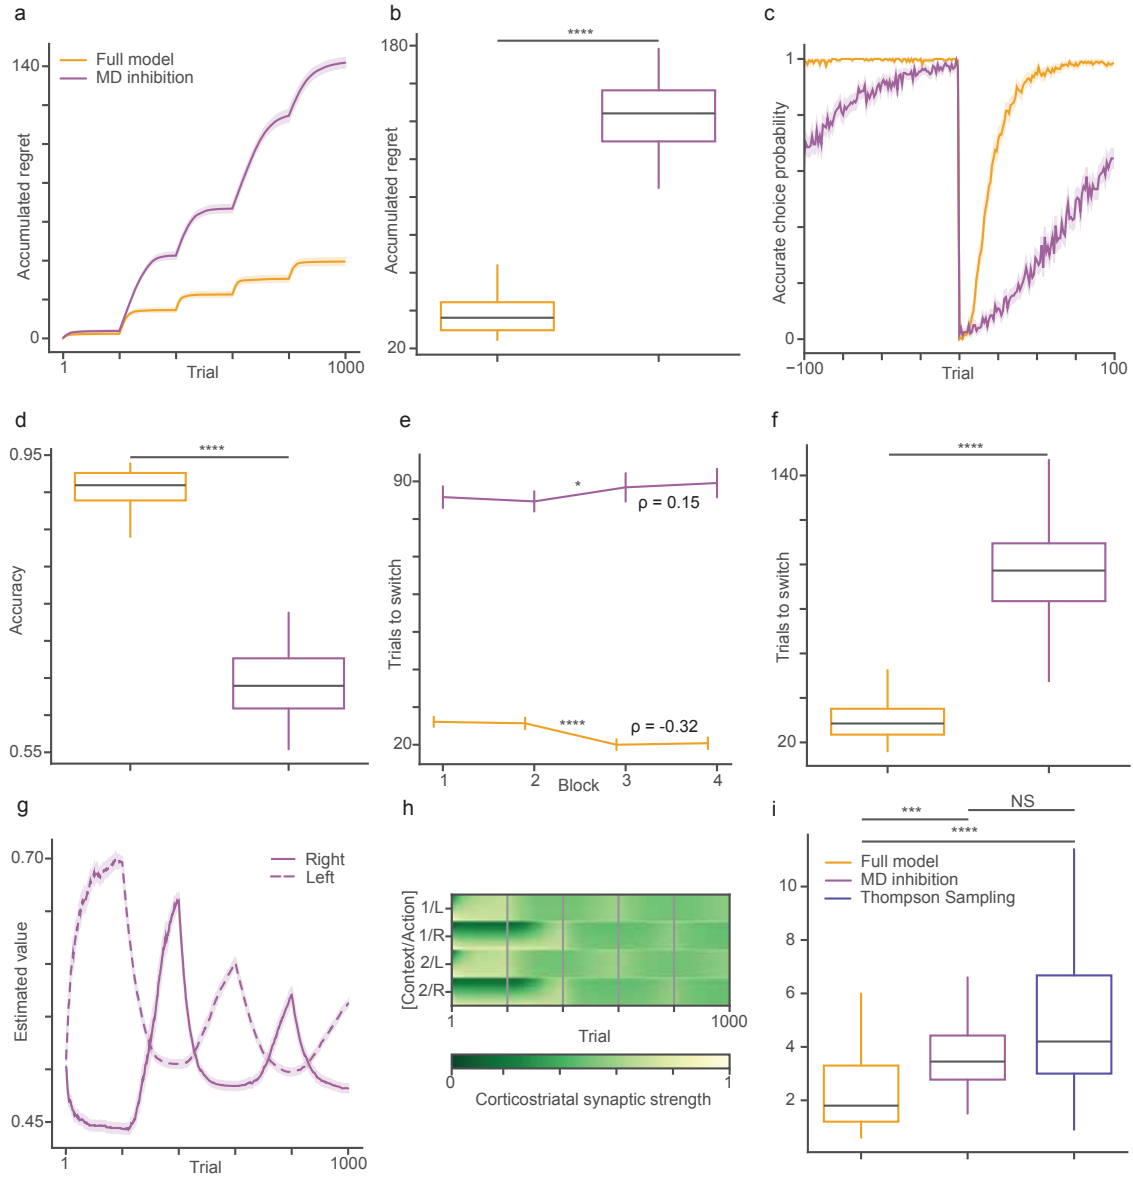 a
140
Full model
MD inhibition
Accumulated regret
0
1
Trial
1000
b
180
****
Accumulated regret
20
c
1
Accurate choice probability
0
−100
Trial
100
d
0.95
****
Accuracy
0.55
e
90
*
ρ = 0.15
Trials to switch
****
ρ = -0.32
20
1
2
3
4
Block
f
140
****
Trials to switch
20
g
0.70
Right
Left
Estimated value
0.45
1
Trial
1000
h
[Context/Action]
1/L
1/R
2/L
2/R
1
1000
Trial
0
1
Corticostriatal synaptic strength
i
NS
***
****
Full model
MD inhibition
Thompson Sampling
10
8
6
4
2